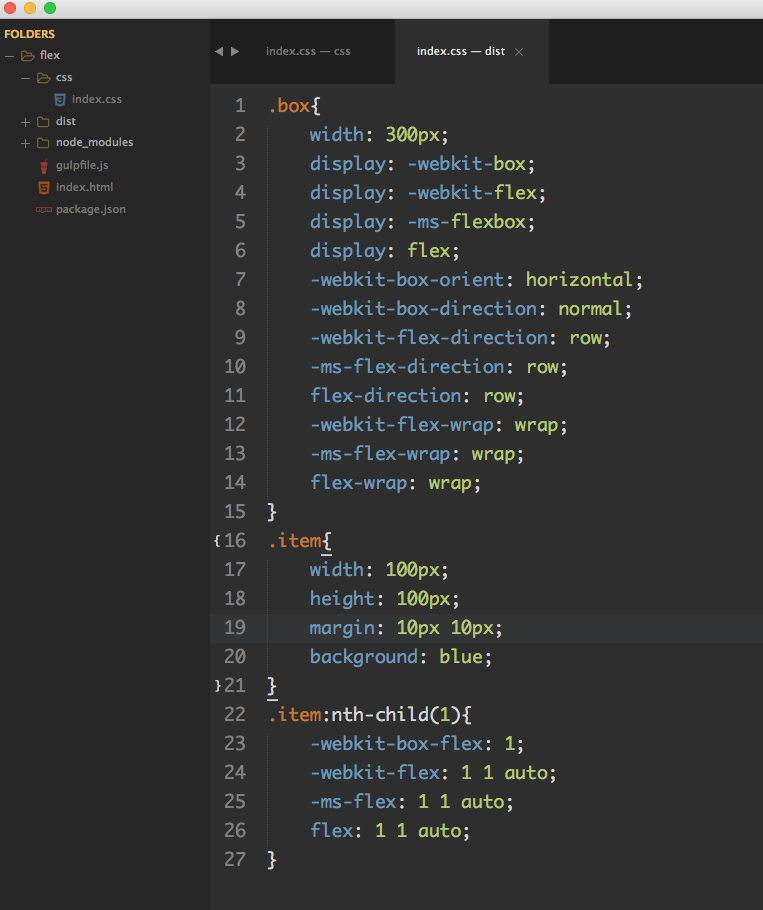 FOLDERS
flex
css
index.css
dist
node_modules
gulpfile.js
index.html
package.json
index.css — css
index.css — dist
1 .box{
2 width: 300px;
3 display: -webkit-box;
4 display: -webkit-flex;
5 display: -ms-flexbox;
6 display: flex;
7 -webkit-box-orient: horizontal;
8 -webkit-box-direction: normal;
9 -webkit-flex-direction: row;
10 -ms-flex-direction: row;
11 flex-direction: row;
12 -webkit-flex-wrap: wrap;
13 -ms-flex-wrap: wrap;
14 flex-wrap: wrap;
15 }
{ 16 .item{
17 width: 100px;
18 height: 100px;
19 margin: 10px 10px;
20 background: blue;
} 21 }
22 .item:nth-child(1){
23 -webkit-box-flex: 1;
24 -webkit-flex: 1 1 auto;
25 -ms-flex: 1 1 auto;
26 flex: 1 1 auto;
27 }